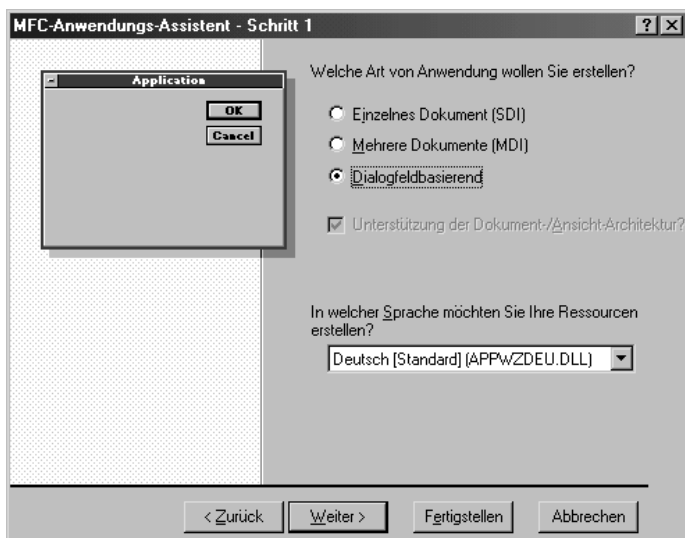 MFC-Anwendungs-Assistent - Schritt 1
Application
OK
Cancel
Welche Art von Anwendung wollen Sie erstellen?
Einzelnes Dokument (SDI)
Mehrere Dokumente (MDI)
Dialogfeldbasierend
Unterstützung der Dokument-/Ansicht-Architektur?
In welcher Sprache möchten Sie Ihre Ressourcen
erstellen?
Deutsch [Standard] (APPWZDEU.DLL)
< Zurück
Weiter >
Fertigstellen
Abbrechen